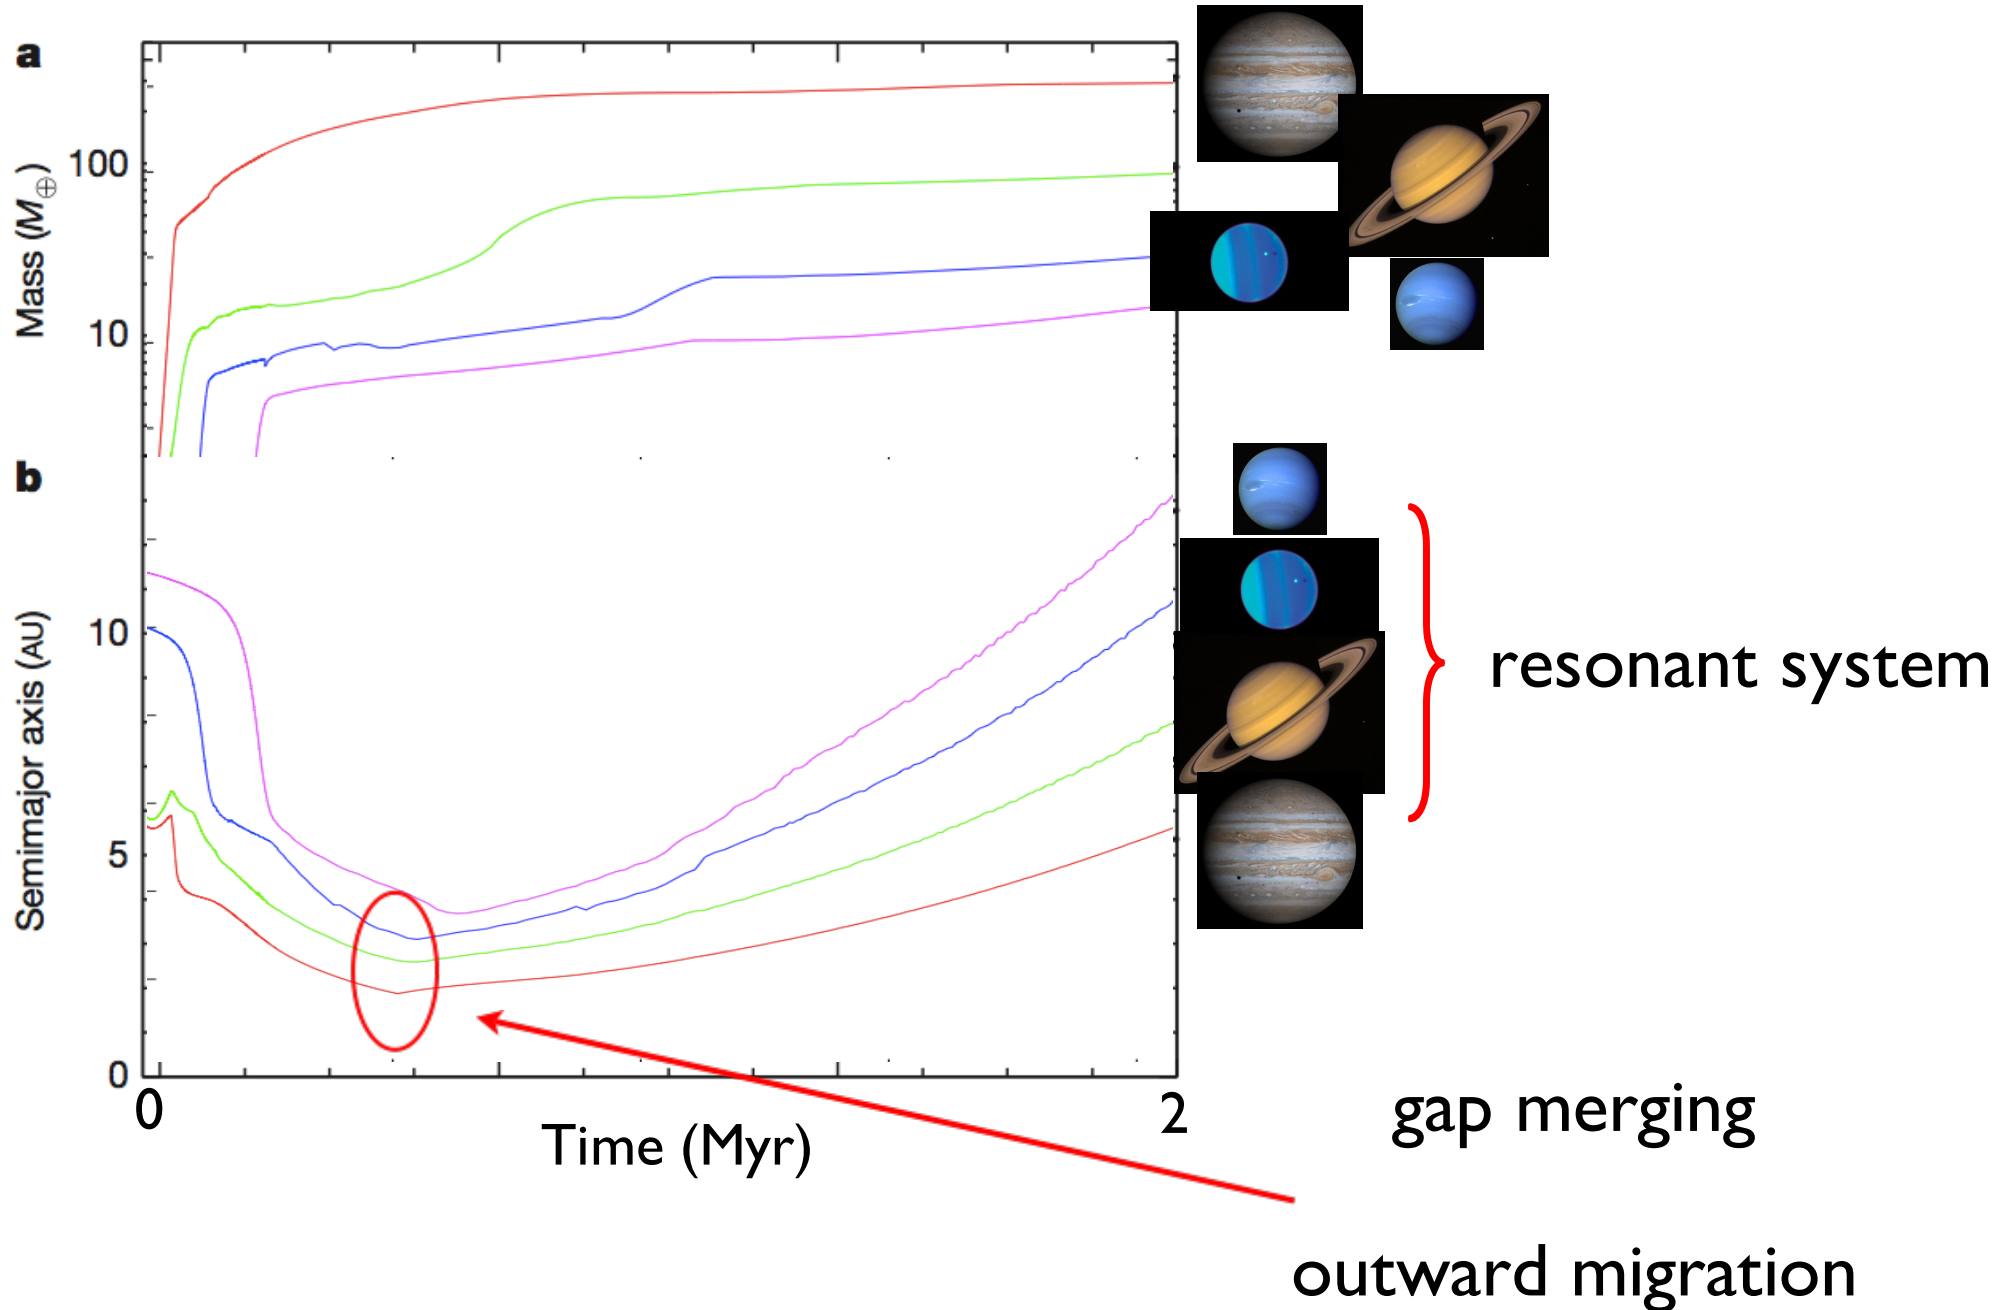 a
Mass (M⊕)
100
10
b
Semimajor axis (AU)
10
5
0
0
2
Time (Myr)
resonant system
gap merging
outward migration